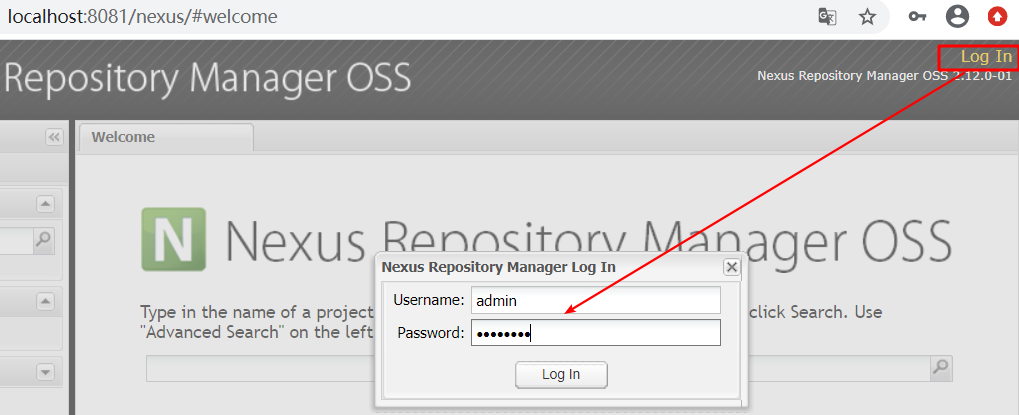 localhost:8081/nexus/#welcome
Log In
Repository Manager OSS
Nexus Repository Manager OSS 2.12.0-01
Welcome
N Nexus Repository Manager OSS
Nexus Repository Manager Log In
Username: admin
Type in the name of a project click Search. Use
"Advanced Search" on the left
Password: ••••••••
Log In